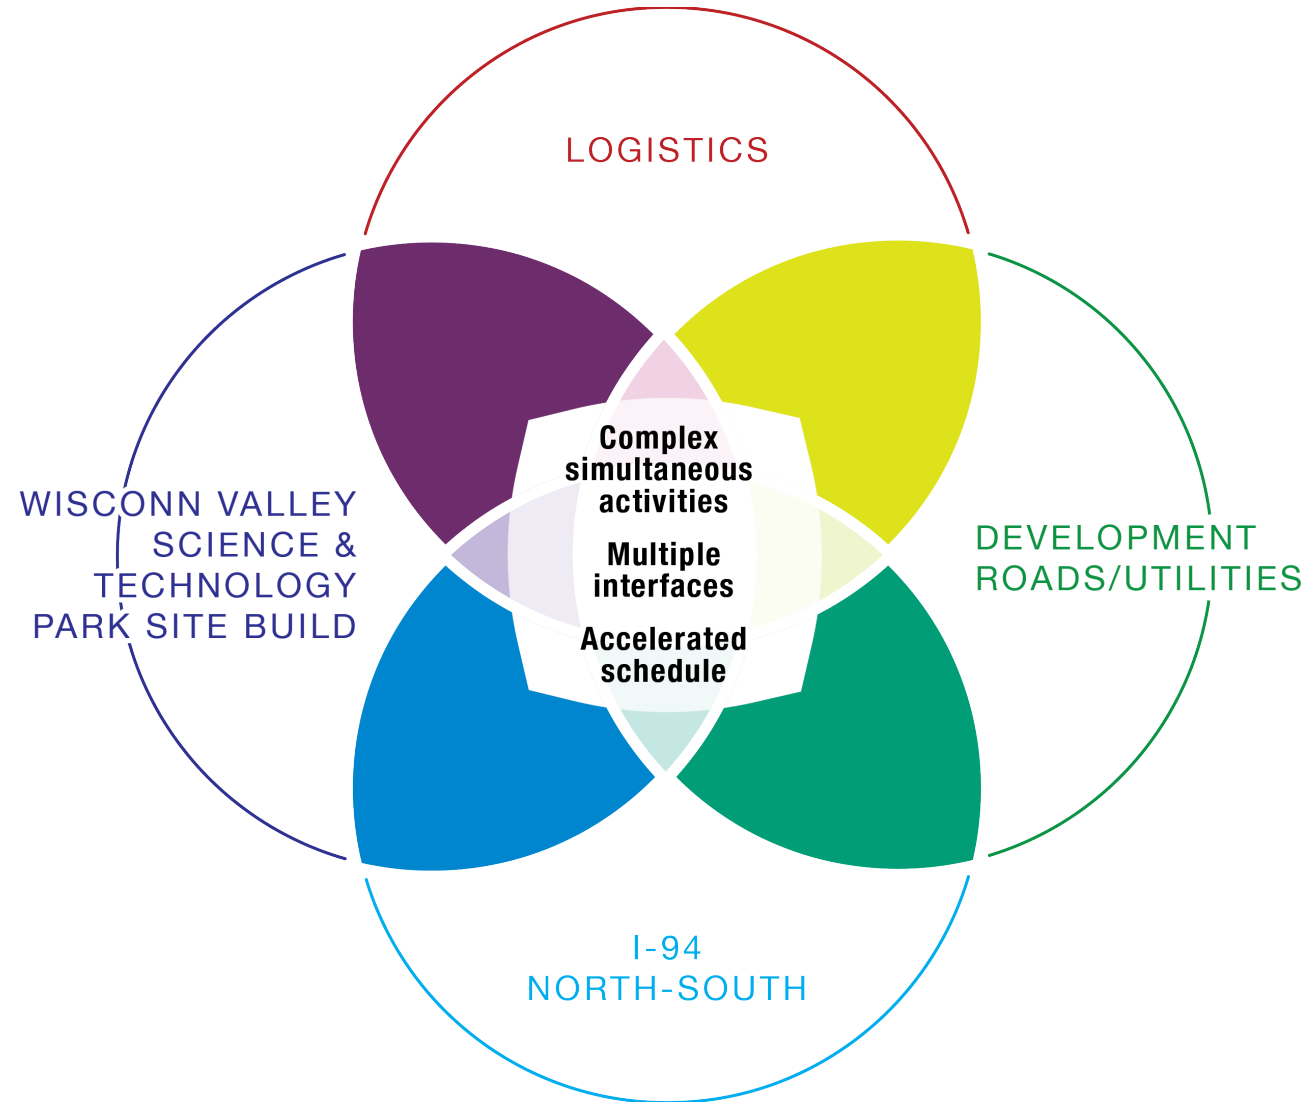 LOGISTICS
Complex
simultaneous
activities
Multiple
interfaces
Accelerated
schedule
WISCONN VALLEY
SCIENCE &
TECHNOLOGY
PARK SITE BUILD
DEVELOPMENT
ROADS/UTILITIES
I-94
NORTH-SOUTH